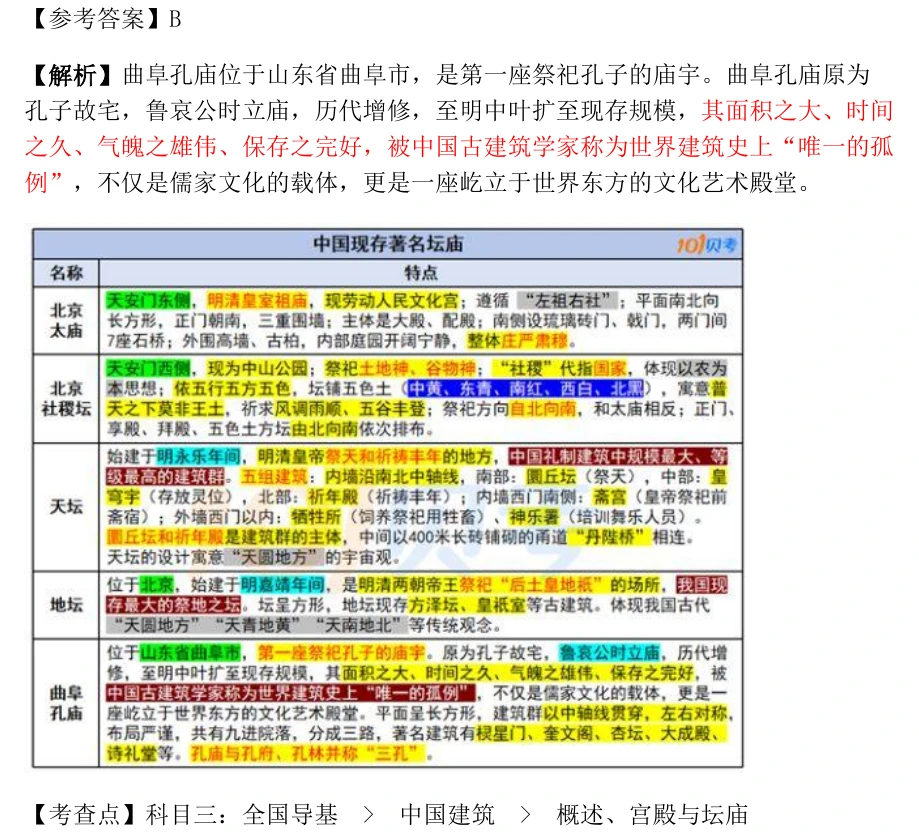 【参考答案】B
【解析】曲阜孔庙位于山东省曲阜市，是第一座祭祀孔子的庙宇。曲阜孔庙原为
孔子故宅，鲁哀公时立庙，历代增修，至明中叶扩至现存规模，其面积之大、时间
之久、气魄之雄伟、保存之完好，被中国古建筑学家称为世界建筑史上“唯一的孤
例”，不仅是儒家文化的载体，更是一座屹立于世界东方的文化艺术殿堂。
中国现存著名坛庙
101贝考
名称 特点
北京
太庙
天安门东侧，明清皇室祖庙，现劳动人民文化宫；遵循 “左祖右社”；平面南北向
长方形，正门朝南，三重围墙；主体是大殿、配殿；南侧设琉璃砖门、戟门，两门间
7座石桥；外围高墙、古柏，内部庭园开阔宁静，整体庄严肃穆。
北京
社稷坛
天安门西侧，现为中山公园；祭祀土地神、谷物神；“社稷”代指国家，体现以农为
本思想；依五行五方五色，坛铺五色土（中黄、东青、南红、西白、北黑），寓意普
天之下莫非王土，祈求风调雨顺、五谷丰登；祭祀方向自北向南，和太庙相反；正门、
享殿、拜殿、五色土方坛由北向南依次排布。
天坛
始建于明永乐年间，明清皇帝祭天和祈祷丰年的地方，中国礼制建筑中规模最大、等
级最高的建筑群。五组建筑：内墙沿南北中轴线，南部：圜丘坛（祭天），中部：皇
穹宇（存放灵位），北部：祈年殿（祈祷丰年）；内墙西门南侧：斋宫（皇帝祭祀前
斋宿）；外墙西门以内：牺牲所（饲养祭祀用牲畜）、神乐署（培训舞乐人员）。
圜丘坛和祈年殿是建筑群的主体，中间以400米长砖铺砌的甬道“丹陛桥”相连。
天坛的设计寓意“天圆地方”的宇宙观。
地坛
位于北京，始建于明嘉靖年间，是明清两朝帝王祭祀“后土皇地祇”的场所，我国现
存最大的祭地之坛。坛呈方形，地坛现存方泽坛、皇祇室等古建筑。体现我国古代
“天圆地方”“天青地黄”“天南地北”等传统观念。
曲阜
孔庙
位于山东省曲阜市，第一座祭祀孔子的庙宇。原为孔子故宅，鲁哀公时立庙，历代增
修，至明中叶扩至现存规模，其面积之大、时间之久、气魄之雄伟、保存之完好，被
中国古建筑学家称为世界建筑史上“唯一的孤例”，不仅是儒家文化的载体，更是一
座屹立于世界东方的文化艺术殿堂。平面呈长方形，建筑群以中轴线贯穿，左右对称，
布局严谨，共有九进院落，分成三路，著名建筑有棂星门、奎文阁、杏坛、大成殿、
诗礼堂等。孔庙与孔府、孔林并称“三孔”。
【考查点】科目三：全国导基 > 中国建筑 > 概述、宫殿与坛庙